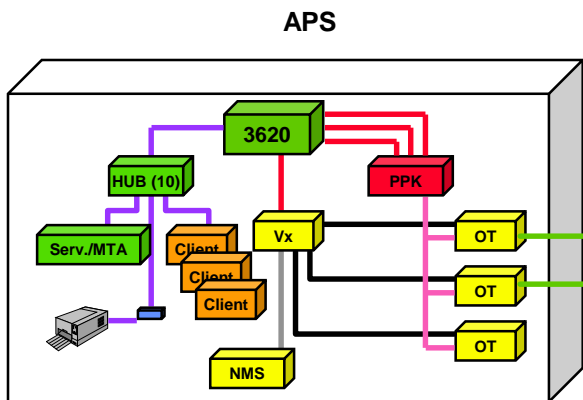 APS
3620
HUB (10)
PPK
Serv./MTA
Client
Client
Client
Vx
OT
OT
OT
NMS